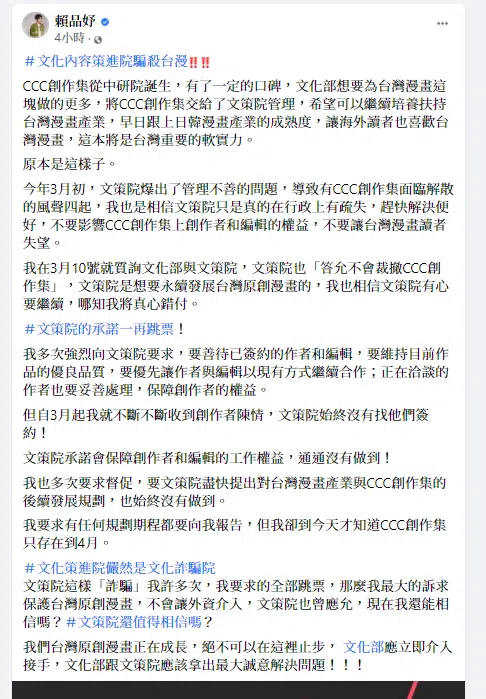 賴品妤
4小時・
#文化內容策進院騙殺台漫‼️‼️
CCC創作集從中研院誕生，有了一定的口碑，文化部想要為台灣漫畫這
塊做的更多，將CCC創作集交給了文策院管理，希望可以繼續培養扶持
台灣漫畫產業，早日跟上日韓漫畫產業的成熟度，讓海外讀者也喜歡台
灣漫畫，這本將是台灣重要的軟實力。
原本是這樣子。
今年3月初，文策院爆出了管理不善的問題，導致有CCC創作集面臨解散
的風聲四起，我也是相信文策院只是真的在行政上有疏失，趕快解決便
好，不要影響CCC創作集上創作者和編輯的權益，不要讓台灣漫畫讀者
失望。
我在3月10號就質詢文化部與文策院，文策院也「答允不會裁撤CCC創
作集」，文策院是想要永續發展台灣原創漫畫的，我也相信文策院有心
要繼續，哪知我將真心錯付。
#文策院的承諾一再跳票！
我多次強烈向文策院要求，要善待已簽約的作者和編輯，要維持目前作
品的優良品質，要優先讓作者與編輯以現有方式繼續合作；正在洽談的
作者也要妥善處理，保障創作者的權益。
但自3月起我就不斷不斷收到創作者陳情，文策院始終沒有找他們簽
約！
文策院承諾會保障創作者和編輯的工作權益，通通沒有做到！
我也多次要求督促，要文策院盡快提出對台灣漫畫產業與CCC創作集的
後續發展規劃，也始終沒有做到。
我要求有任何規劃期程都要向我報告，但我卻到今天才知道CCC創作集
只存在到4月。
#文化策進院儼然是文化詐騙院
文策院這樣「詐騙」我許多次，我要求的全部跳票，那麼我最大的訴求
保護台灣原創漫畫，不會讓外資介入，文策院也曾應允，現在我還能相
信嗎？#文策院還值得相信嗎？
我們台灣原創漫畫正在成長，絕不可以在這裡止步， 文化部應立即介入
接手，文化部跟文策院應該拿出最大誠意解決問題！！！